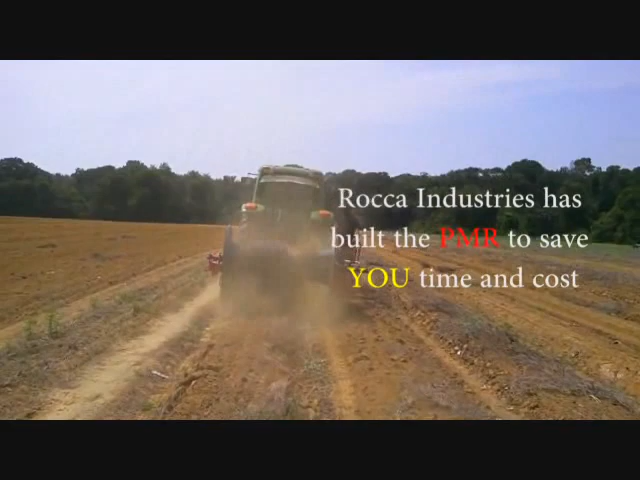 Rocca Industries has
built the PMR to save
YOU time and cost